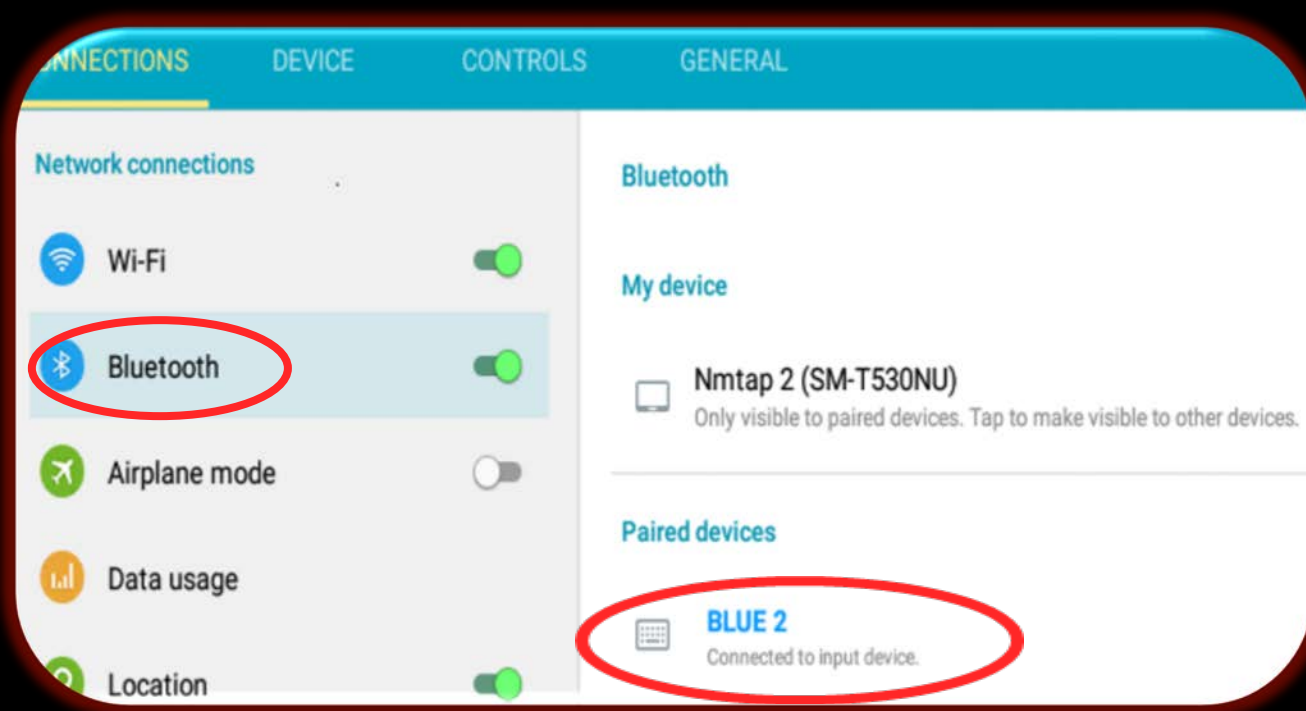 NNECTIONS DEVICE CONTROLS GENERAL
Network connections
Wi-Fi
Bluetooth
Airplane mode
Data usage
Location
Bluetooth
My device
Nmtap 2 (SM-T530NU)
Only visible to paired devices. Tap to make visible to other devices.
Paired devices
BLUE 2
Connected to input device.